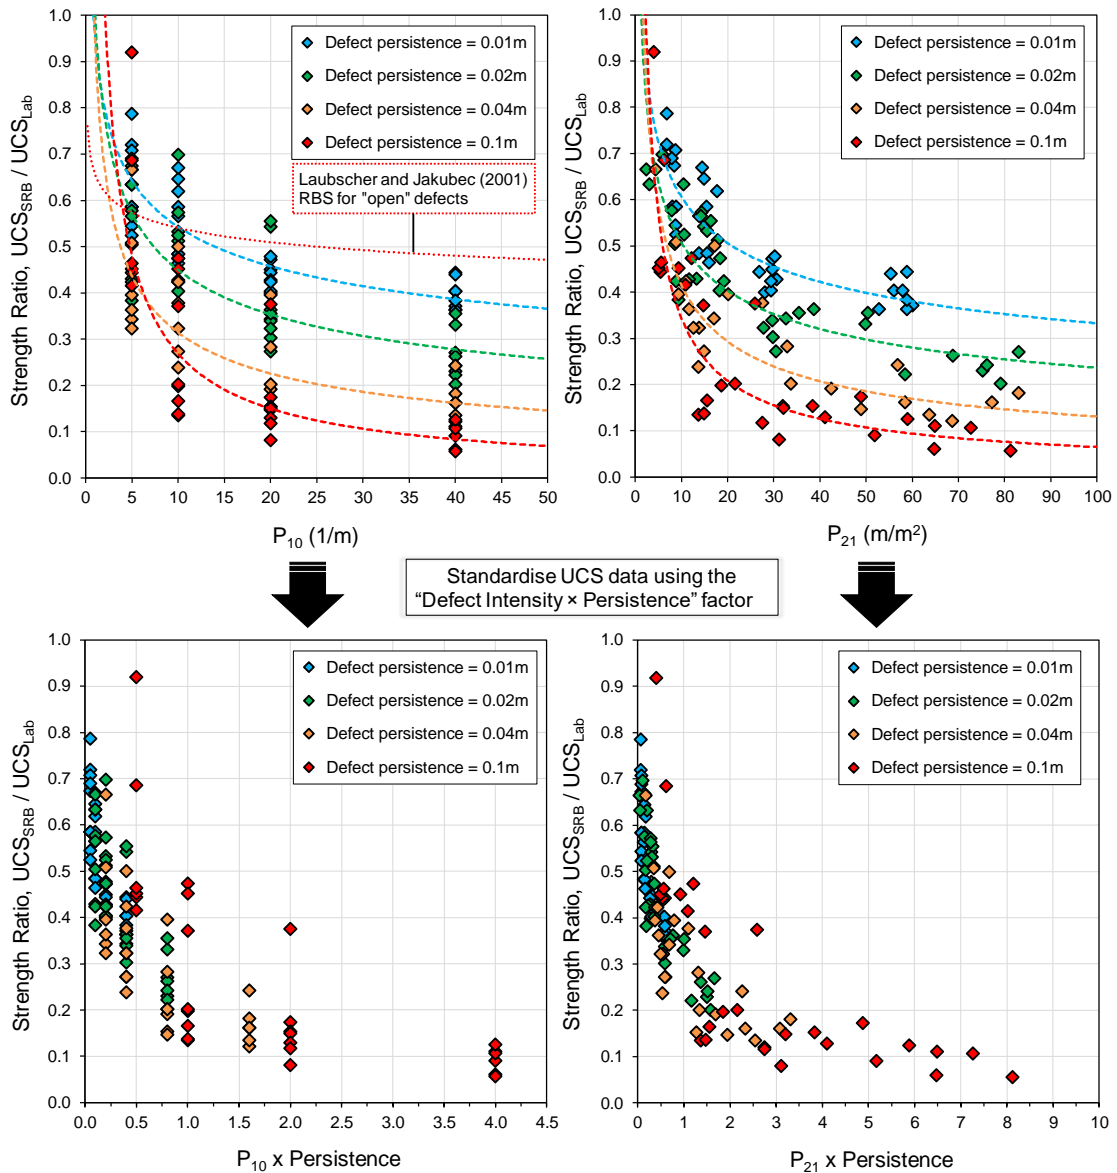 Strength Ratio, UCSSRB / UCSLab
1.0
0.9
0.8
0.7
0.6
0.5
0.4
0.3
0.2
0.1
0.0
Defect persistence = 0.01m
Defect persistence = 0.02m
Defect persistence = 0.04m
Defect persistence = 0.1m
Laubscher and Jakubec (2001)
RBS for "open" defects
0 5 10 15 20 25 30 35 40 45 50
P10 (1/m)
Strength Ratio, UCSSRB / UCSLab
1.0
0.9
0.8
0.7
0.6
0.5
0.4
0.3
0.2
0.1
0.0
Defect persistence = 0.01m
Defect persistence = 0.02m
Defect persistence = 0.04m
Defect persistence = 0.1m
0 10 20 30 40 50 60 70 80 90 100
P21 (m/m²)
Standardise UCS data using the
“Defect Intensity × Persistence” factor
Strength Ratio, UCSSRB / UCSLab
1.0
0.9
0.8
0.7
0.6
0.5
0.4
0.3
0.2
0.1
0.0
Defect persistence = 0.01m
Defect persistence = 0.02m
Defect persistence = 0.04m
Defect persistence = 0.1m
0.0 0.5 1.0 1.5 2.0 2.5 3.0 3.5 4.0 4.5
P10 x Persistence
Strength Ratio, UCSSRB / UCSLab
1.0
0.9
0.8
0.7
0.6
0.5
0.4
0.3
0.2
0.1
0.0
Defect persistence = 0.01m
Defect persistence = 0.02m
Defect persistence = 0.04m
Defect persistence = 0.1m
0 1 2 3 4 5 6 7 8 9 10
P21 x Persistence